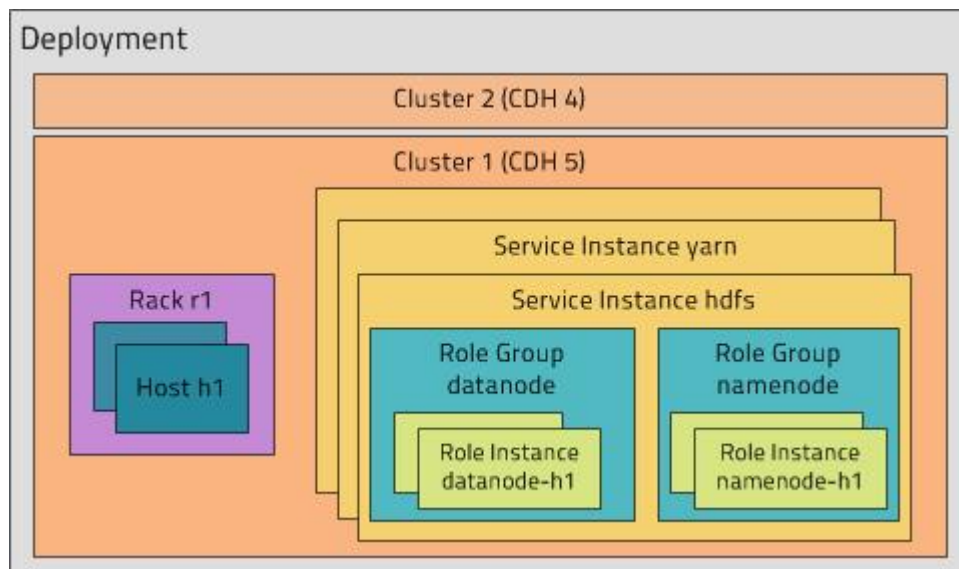 Deployment
Cluster 2 (CDH 4)
Cluster 1 (CDH 5)
Service Instance yarn
Rack r1
Host h1
Service Instance hdfs
Role Group
datanode
Role Instance
datanode-h1
Role Group
namenode
Role Instance
namenode-h1